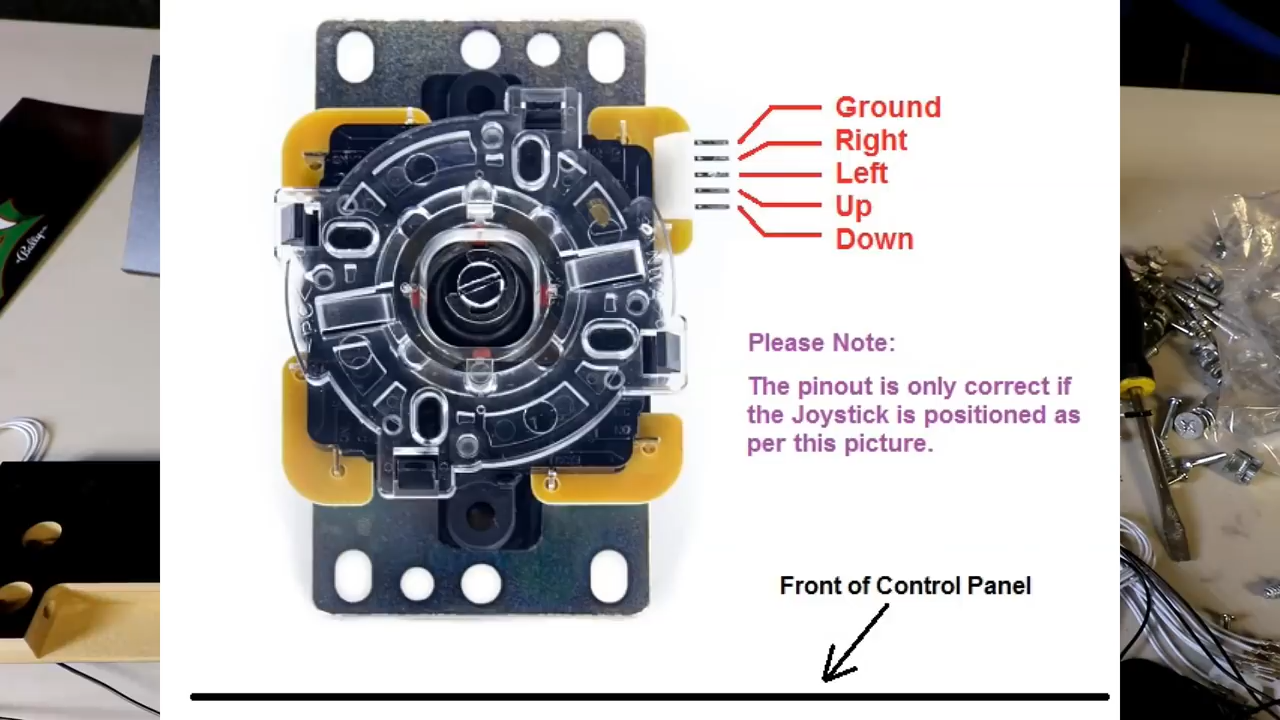 Ground
Right
Left
Up
Down
Please Note:
The pinout is only correct if
the Joystick is positioned as
per this picture.
Front of Control Panel
Bally